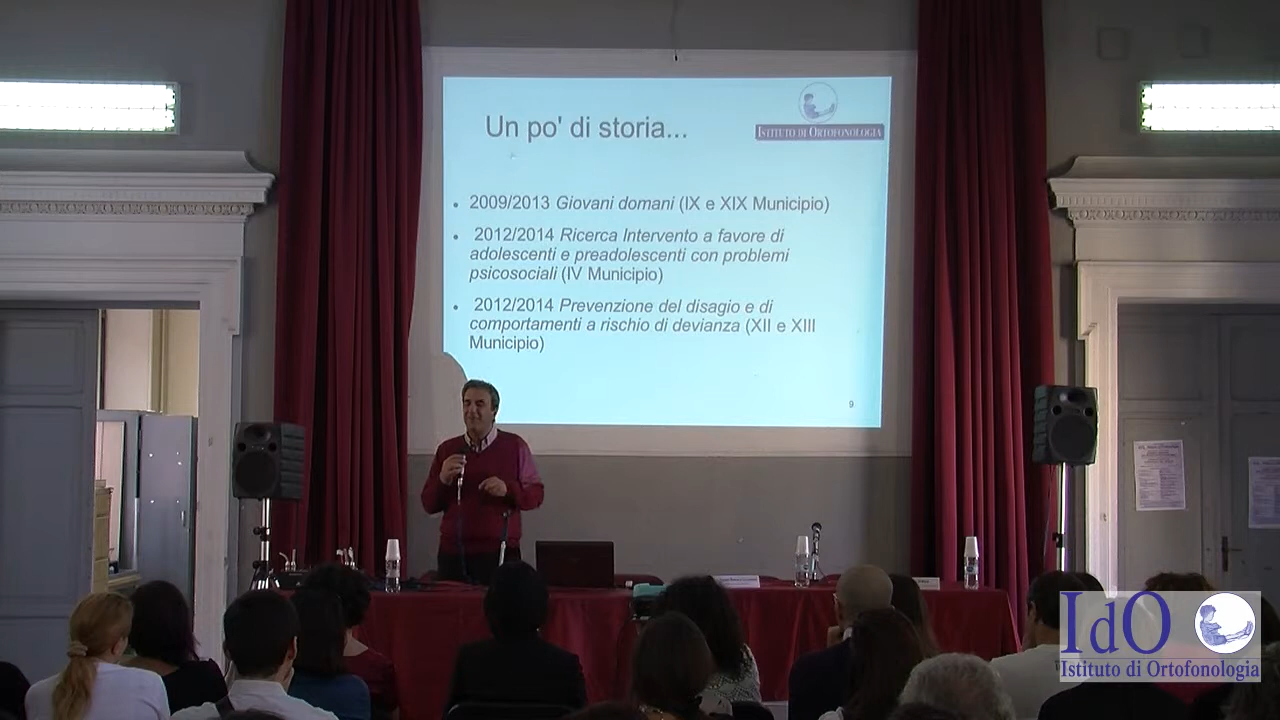 Un po' di storia...
ISTITUTO DI ORTOFONOLOGIA
• 2009/2013 Giovani domani (IX e XIX Municipio)
• 2012/2014 Ricerca Intervento a favore di
adolescenti e preadolescenti con problemi
psicosociali (IV Municipio)
• 2012/2014 Prevenzione del disagio e di
comportamenti a rischio di devianza (XII e XIII
Municipio)
9
IdO
Istituto di Ortofonologia